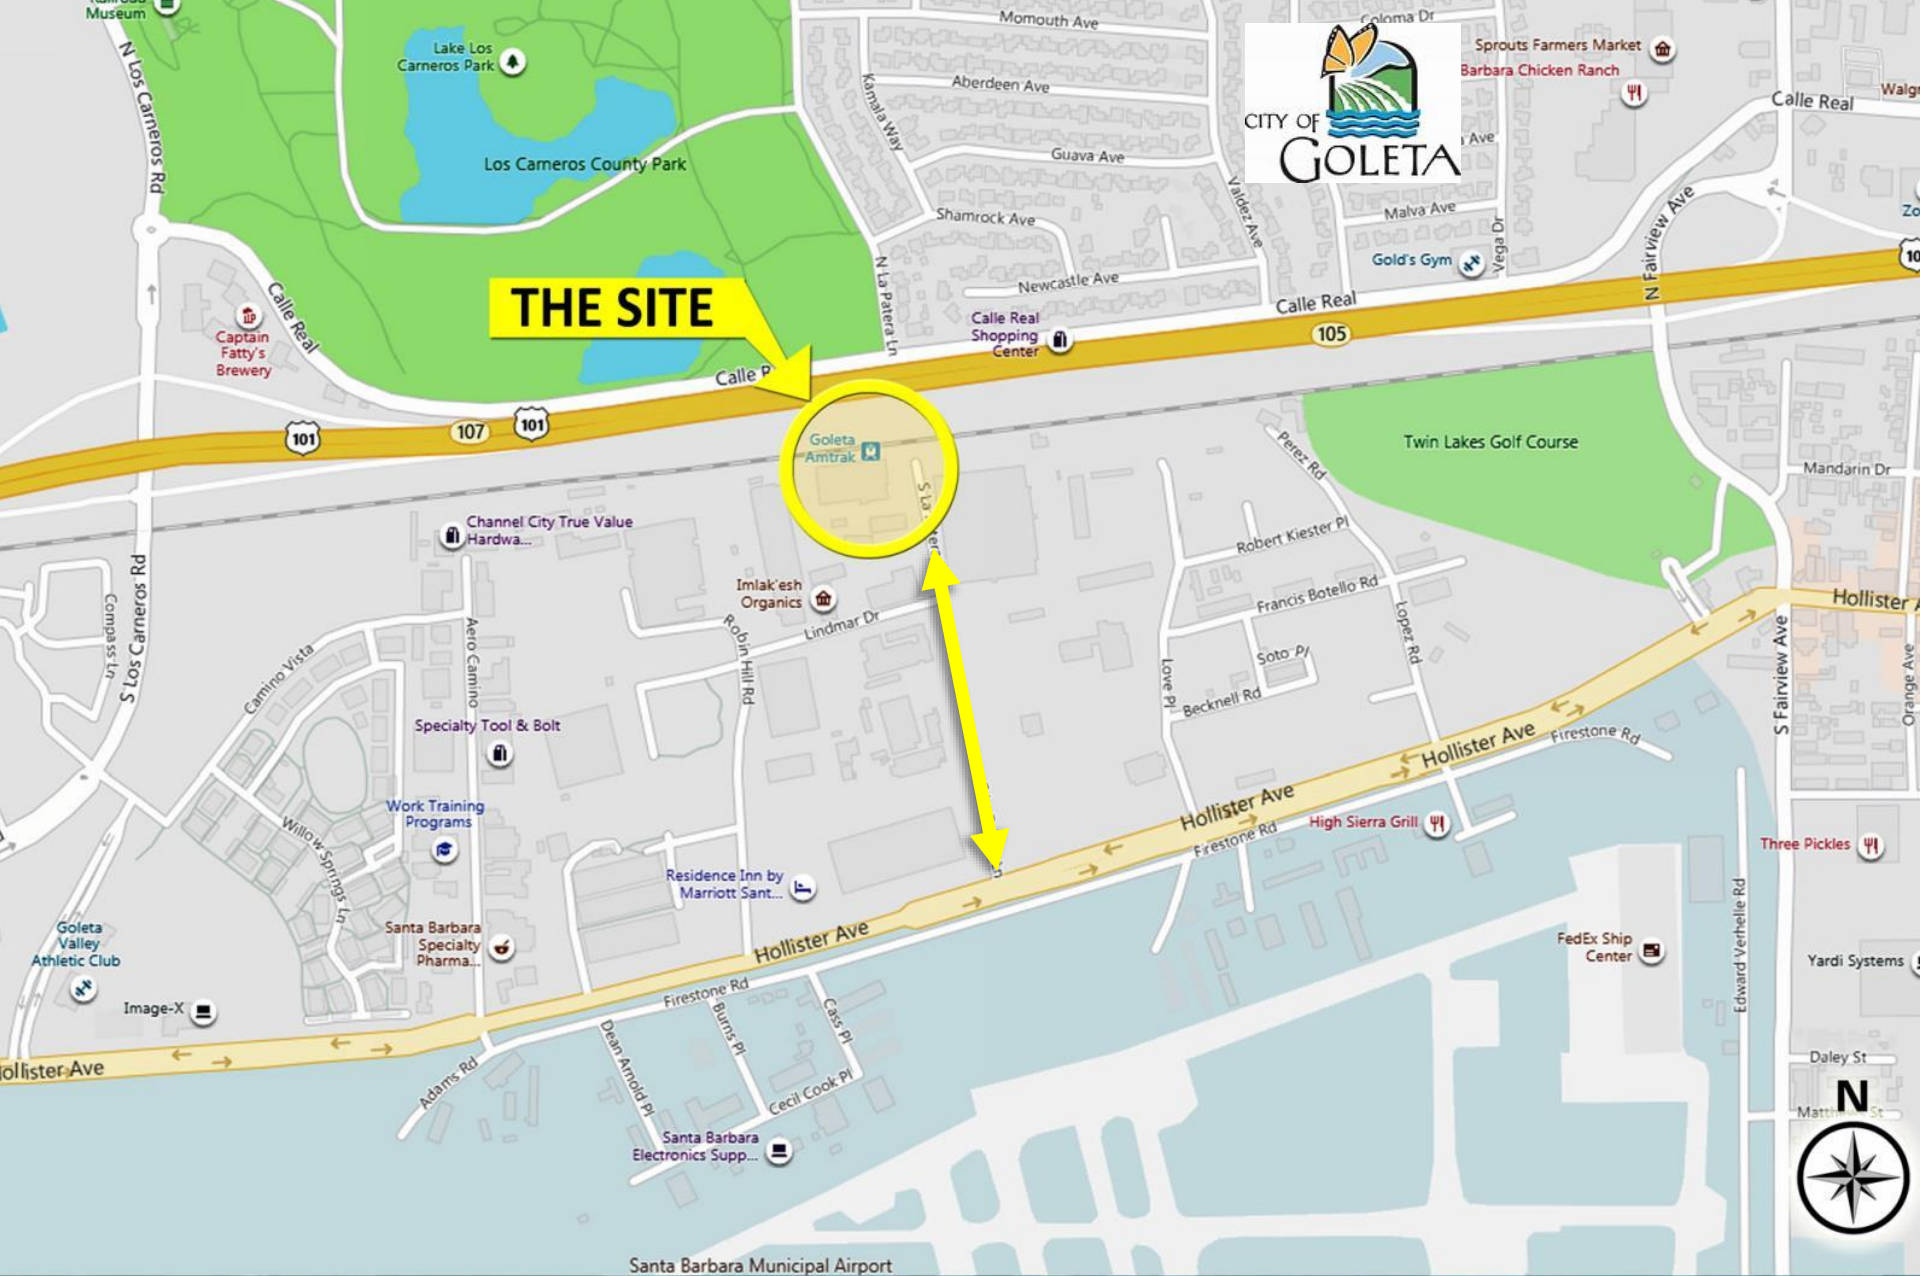 Museum
N Los Carneros Rd
Lake Los
Carneros Park
Los Carneros County Park
Momouth Ave
Coloma Dr
CITY OF
GOLETA
Sprouts Farmers Market
Barbara Chicken Ranch
Calle Real
Aberdeen Ave
Kamala Way
Guava Ave
Ave
Shamrock Ave
Valdez Ave
Malva Ave
Vega Dr
N Fairview Ave
Gold's Gym
N La Patera Ln
Newcastle Ave
Calle Real
Calle Real
Captain
Fatty's
Brewery
THE SITE
Calle Real
Shopping
Center
105
Calle R
101
107
101
Goleta
Amtrak
S La
Perez Rd
Twin Lakes Golf Course
Mandarin Dr
Channel City True Value
Hardwa...
Robert Kiester Pl
Imlak'esh
Organics
Lindmar Dr
Francis Botello Rd
Hollister
Compass Ln
S Los Carneros Rd
Aero Camino
Robin Hill Rd
Camino Vista
Lopez Rd
Soto Pl
Love Pl
Becknell Rd
S Fairview Ave
Orange Ave
Specialty Tool & Bolt
Hollister Ave
Firestone Rd
Work Training
Programs
Willow Springs Ln
Hollister Ave
Firestone Rd
High Sierra Grill
Three Pickles
Residence Inn by
Marriott Sant...
Goleta
Valley
Athletic Club
Santa Barbara
Specialty
Pharma...
Hollister Ave
FedEx Ship
Center
Edward Verhelle Rd
Yardi Systems
Image-X
Firestone Rd
Burns Pl
Cass Pl
Dean Arnold Pl
Cecil Cook Pl
Adams Rd
ollister Ave
Daley St
N
Santa Barbara
Electronics Supp...
Santa Barbara Municipal Airport